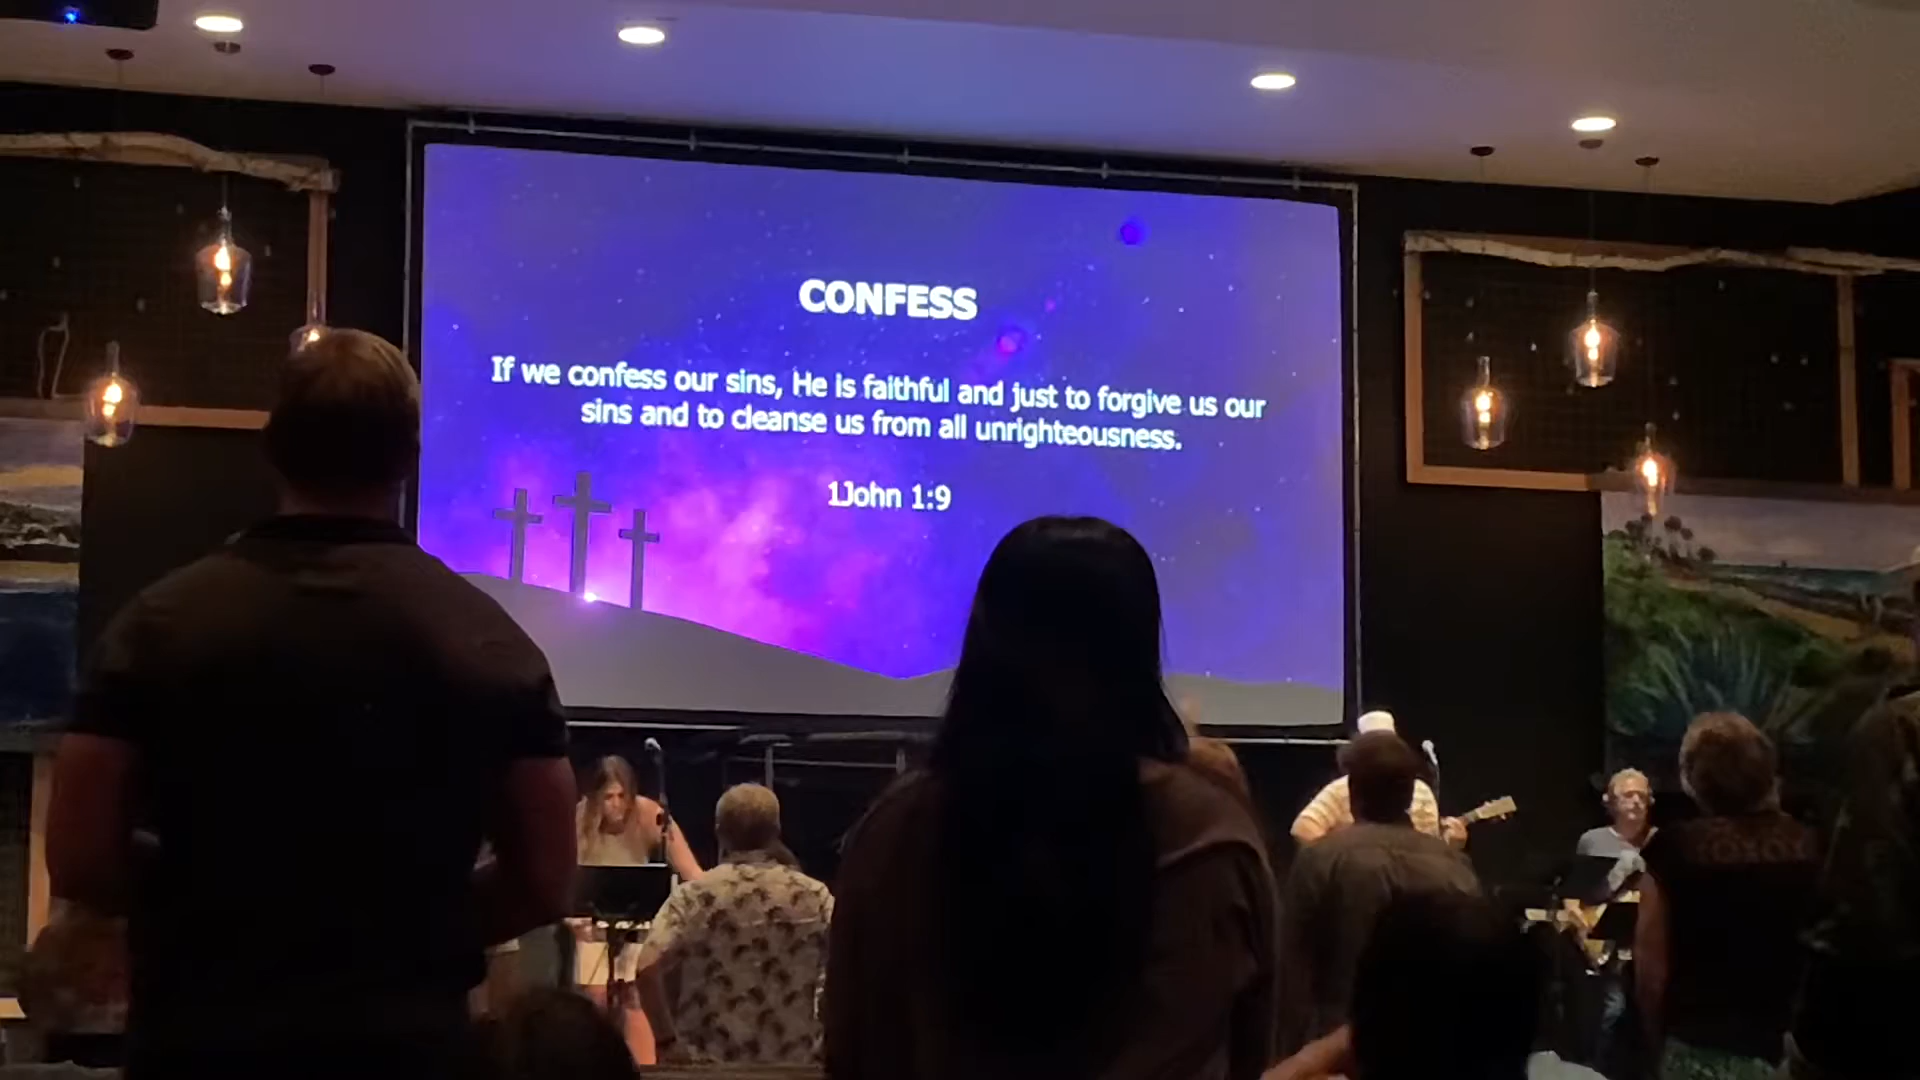 CONFESS
If we confess our sins, He is faithful and just to forgive us our
sins and to cleanse us from all unrighteousness.
1John 1:9